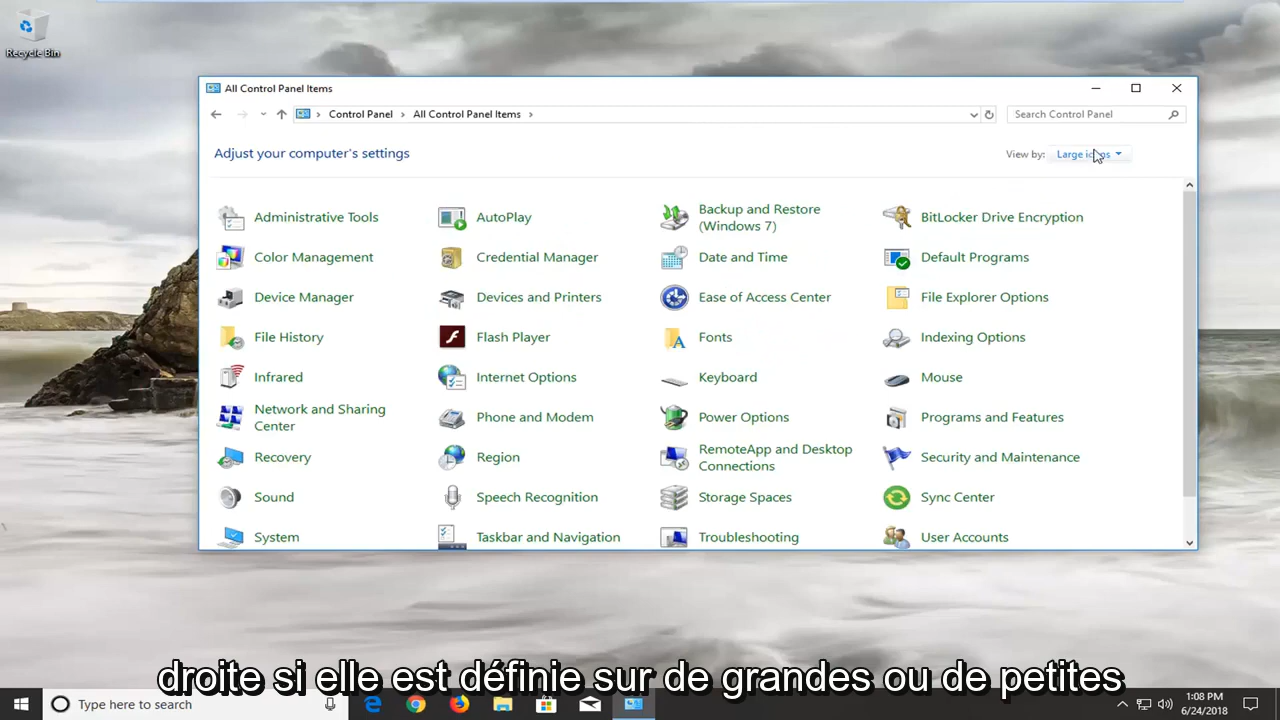 Recycle Bin
All Control Panel Items
Control Panel
All Control Panel Items
Search Control Panel
Adjust your computer's settings
View by:
Large icons
Administrative Tools
AutoPlay
Backup and Restore
(Windows 7)
BitLocker Drive Encryption
Color Management
Credential Manager
Date and Time
Default Programs
Device Manager
Devices and Printers
Ease of Access Center
File Explorer Options
File History
Flash Player
Fonts
Indexing Options
Infrared
Internet Options
Keyboard
Mouse
Network and Sharing
Center
Phone and Modem
Power Options
Programs and Features
Recovery
Region
RemoteApp and Desktop
Connections
Security and Maintenance
Sound
Speech Recognition
Storage Spaces
Sync Center
System
Taskbar and Navigation
Troubleshooting
User Accounts
droite si elle est définie sur de grandes ou de petites
Type here to search
1:08 PM
6/24/2018